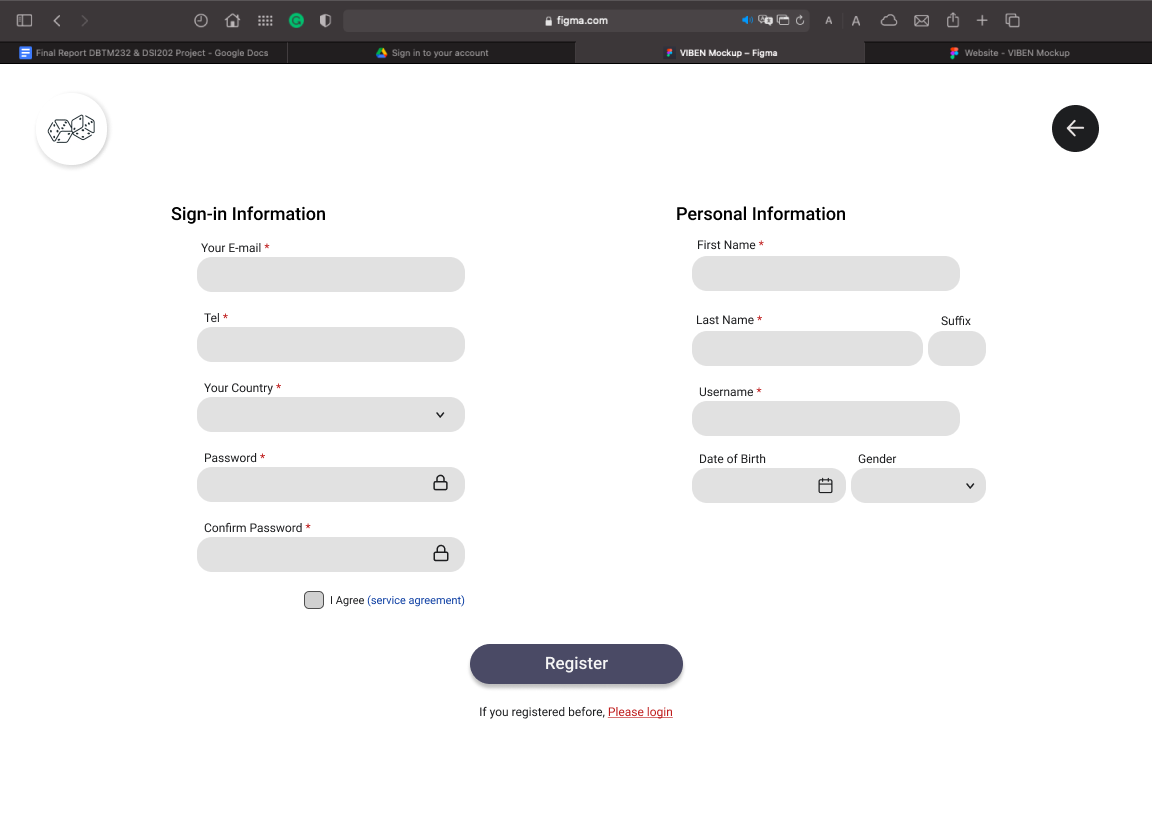 figma.com
A A
Final Report DBTM232 & DSI202 Project - Google Docs
Sign in to your account
VIBEN Mockup – Figma
Website - VIBEN Mockup
Sign-in Information
Your E-mail *
Tel *
Your Country *
Password *
Confirm Password *
I Agree (service agreement)
Personal Information
First Name *
Last Name *
Suffix
Username *
Date of Birth
Gender
Register
If you registered before, Please login